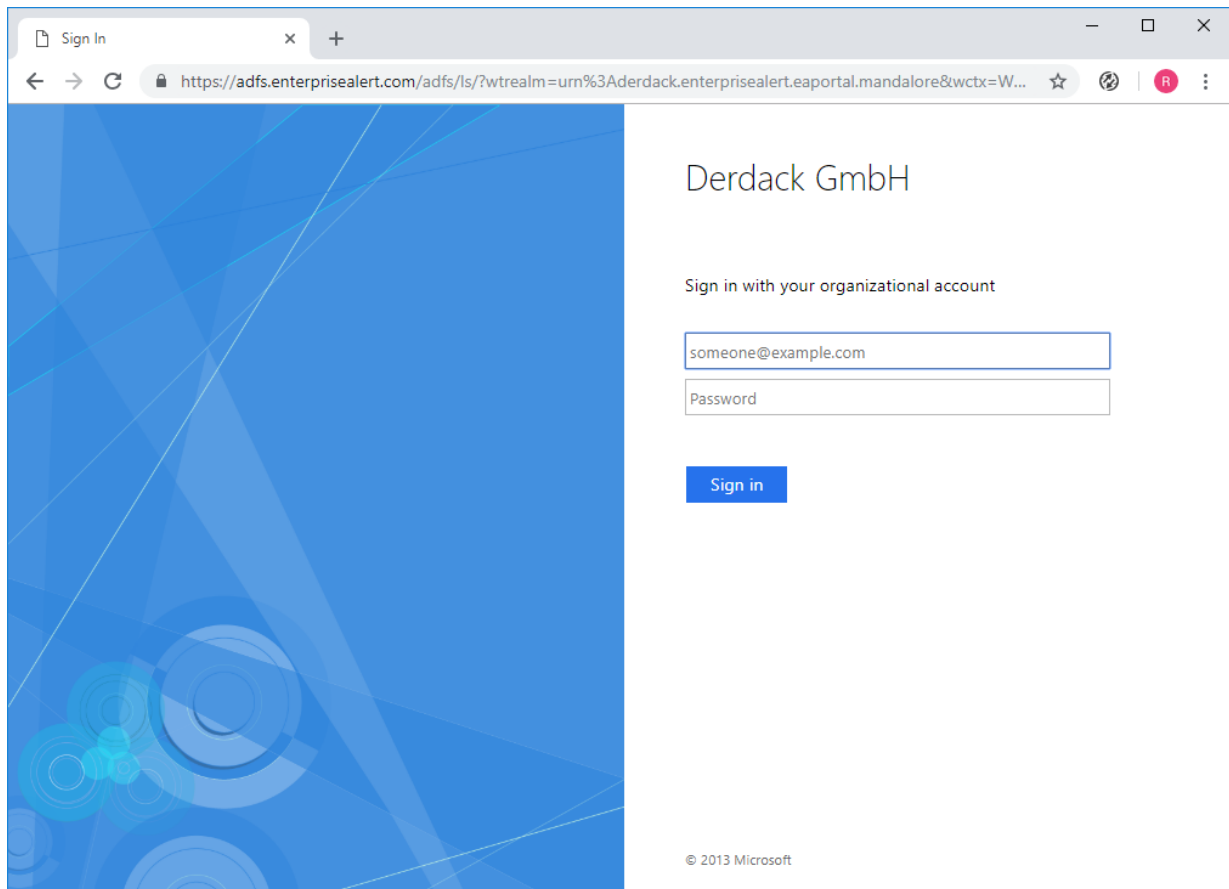 Sign In
https://adfs.enterprisealert.com/adfs/ls/?wtrealm=urn%3Aderdack.enterprisealert.eaportal.mandalore&wctx=W...
R
Derdack GmbH
Sign in with your organizational account
someone@example.com
Password
Sign in
© 2013 Microsoft